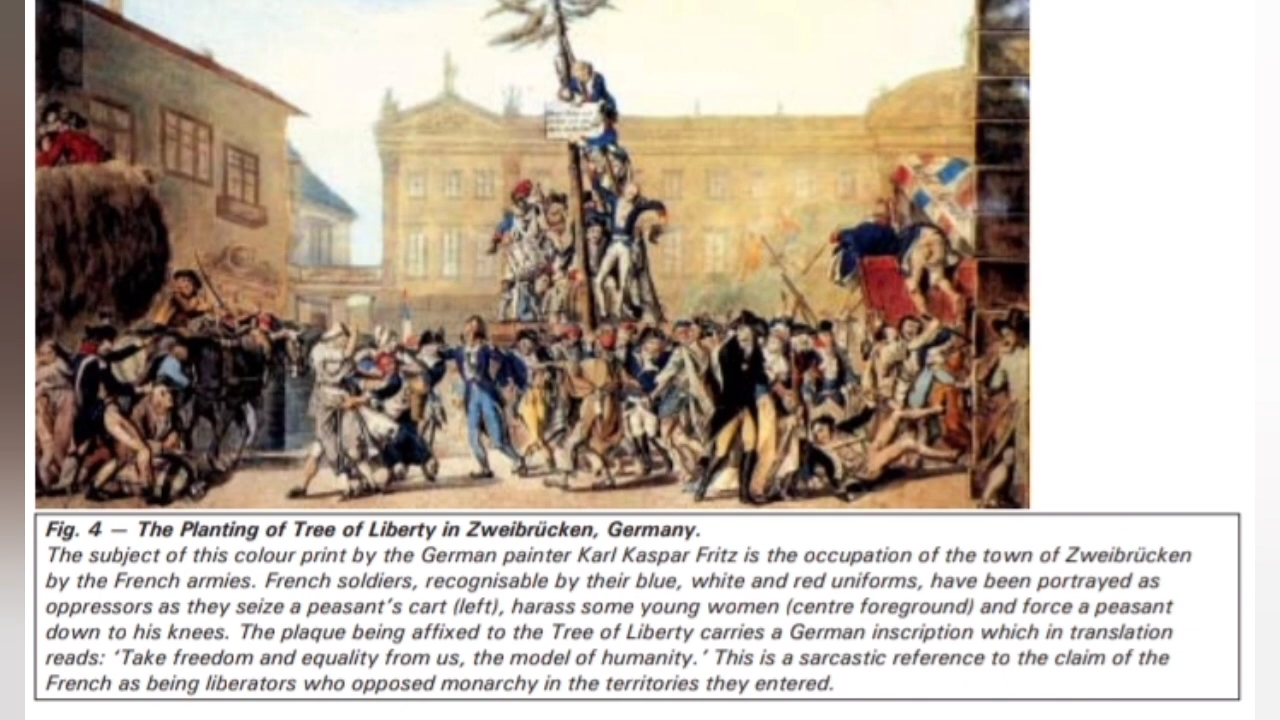 Fig. 4 — The Planting of Tree of Liberty in Zweibrücken, Germany.
The subject of this colour print by the German painter Karl Kaspar Fritz is the occupation of the town of Zweibrücken
by the French armies. French soldiers, recognisable by their blue, white and red uniforms, have been portrayed as
oppressors as they seize a peasant's cart (left), harass some young women (centre foreground) and force a peasant
down to his knees. The plaque being affixed to the Tree of Liberty carries a German inscription which in translation
reads: 'Take freedom and equality from us, the model of humanity.' This is a sarcastic reference to the claim of the
French as being liberators who opposed monarchy in the territories they entered.